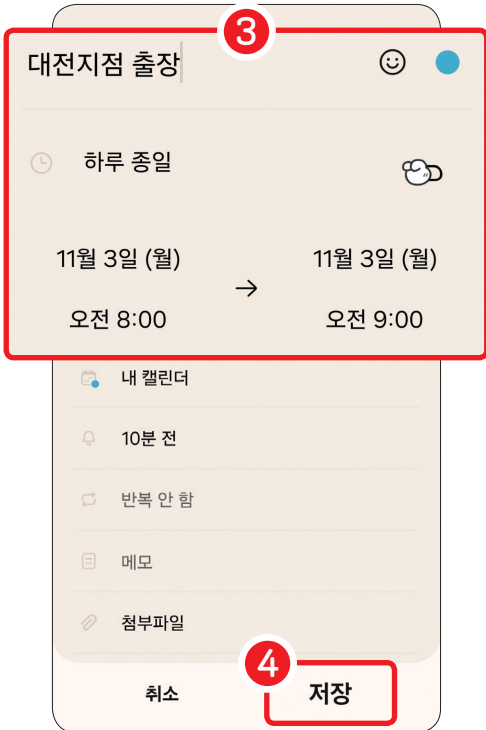 3
대전지점 출장
하루 종일
11월 3일 (월)
11월 3일 (월)
→
오전 8:00
오전 9:00
내 캘린더
10분 전
반복 안 함
메모
첨부파일
4
취소
저장